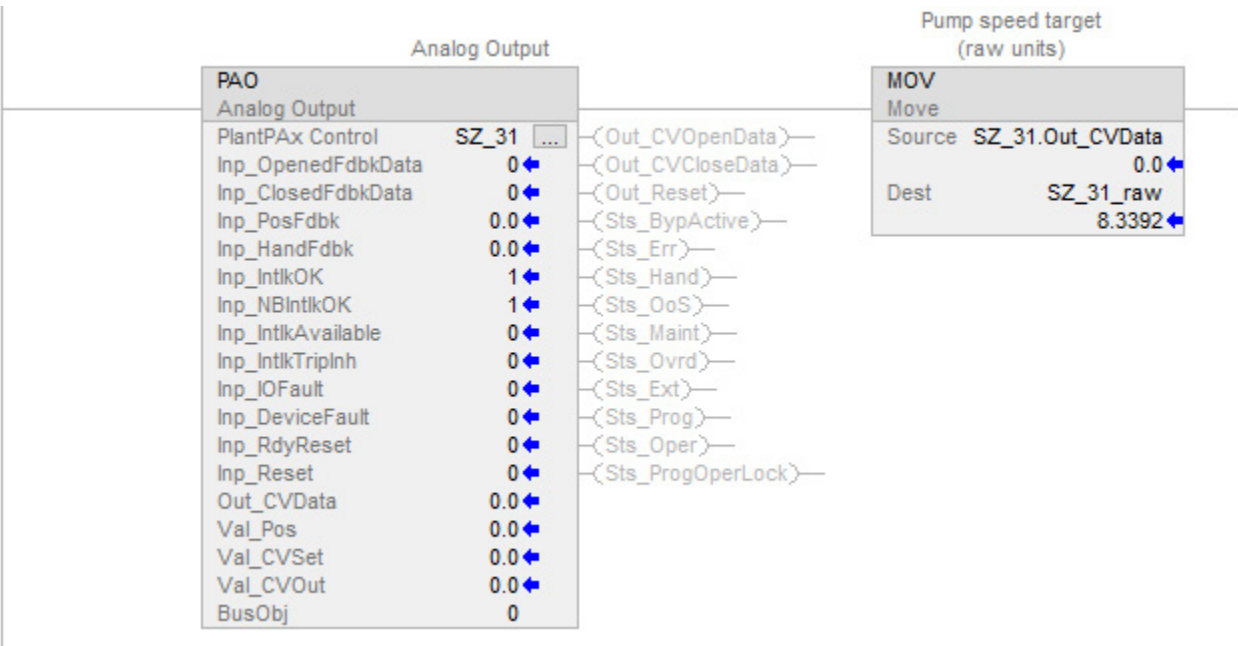 Pump speed target
Analog Output (raw units)
PAO MOV
Analog Output Move
PlantPAx Control SZ_31 ... (Out_CVOpenData) Source SZ_31.Out_CVData
Inp_OpenedFdbkData 0 (Out_CVCloseData) 0.0
Inp_ClosedFdbkData 0 (Out_Reset) Dest SZ_31_raw
Inp_PosFdbk 0.0 (Sts_BypActive) 8.3392
Inp_HandFdbk 0.0 (Sts_Err)
Inp_IntlkOK 1 (Sts_Hand)
Inp_NBIntlkOK 1 (Sts_OoS)
Inp_IntlkAvailable 0 (Sts_Maint)
Inp_IntlkTripInh 0 (Sts_Ovrd)
Inp_IOFault 0 (Sts_Ext)
Inp_DeviceFault 0 (Sts_Prog)
Inp_RdyReset 0 (Sts_Oper)
Inp_Reset 0 (Sts_ProgOperLock)
Out_CVData 0.0
Val_Pos 0.0
Val_CVSet 0.0
Val_CVOut 0.0
BusObj 0